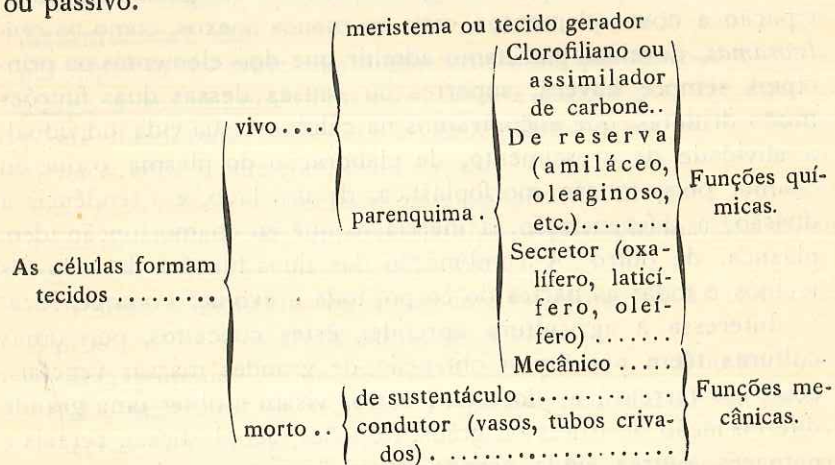 ou passivo.
meristema ou tecido gerador
Clorofiliano ou
assimilador
de carbone..
vivo....
De reserva
(amiláceo,
oleaginoso,
etc.).......
parenquima.
Funções quí-
micas.
Secretor (oxa-
lífero, laticí-
fero, oleí-
fero).......
Mecânico.....
As células formam
tecidos.........
de sustentáculo...........
condutor (vasos, tubos criva-
dos)..................
morto..
Funções me-
cânicas.